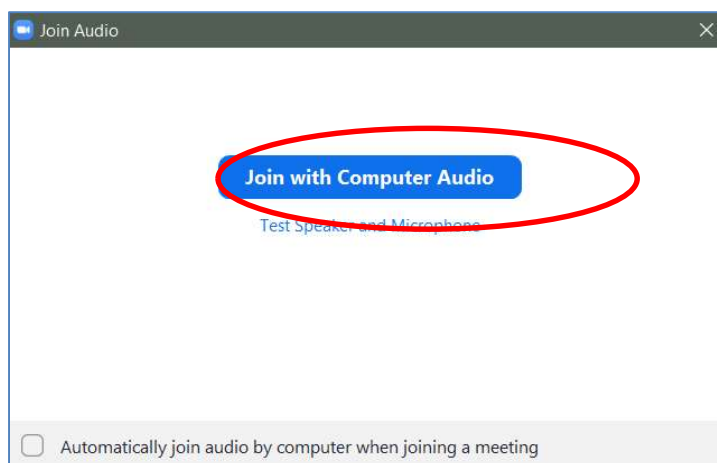 Join Audio
Join with Computer Audio
Test Speaker and Microphone
Automatically join audio by computer when joining a meeting